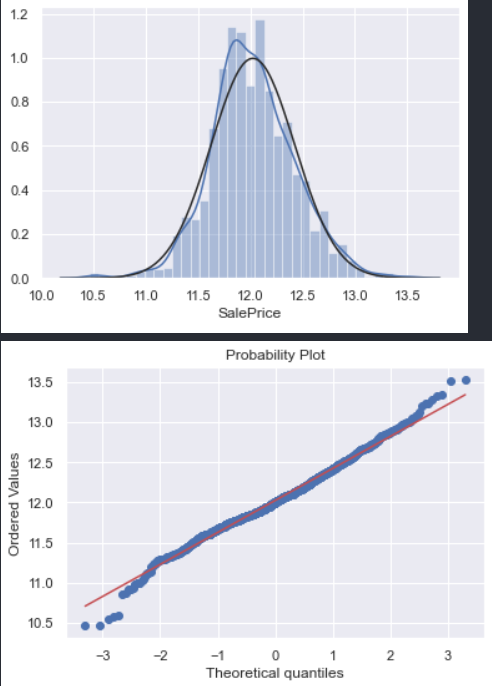 1.2
1.0
0.8
0.6
0.4
0.2
0.0
10.0 10.5 11.0 11.5 12.0 12.5 13.0 13.5
SalePrice
Probability Plot
13.5
13.0
12.5
12.0
11.5
11.0
10.5
Ordered Values
−3 −2 −1 0 1 2 3
Theoretical quantiles